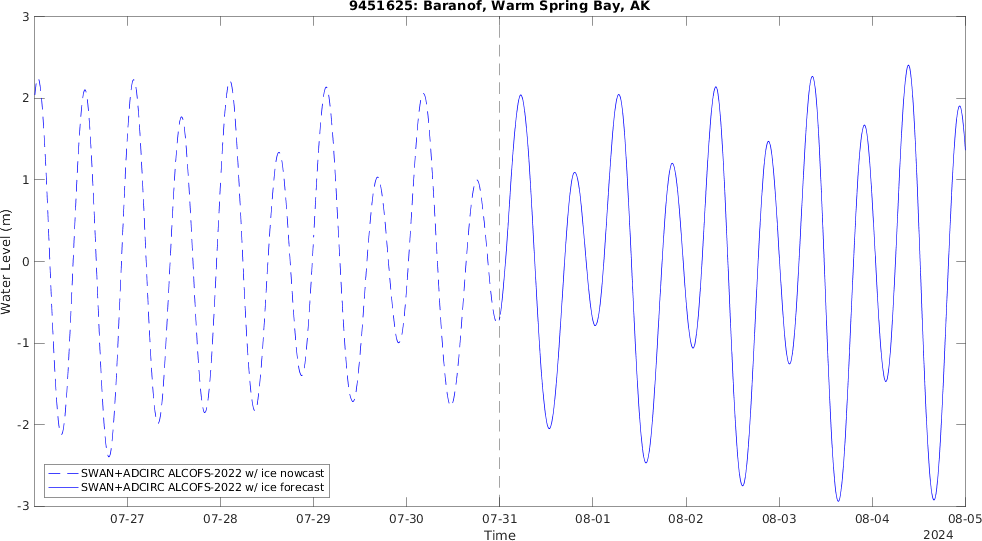 9451625: Baranof, Warm Spring Bay, AK
3
2
1
0
-1
-2
-3
Water Level (m)
SWAN+ADCIRC ALCOFS-2022 w/ ice nowcast
SWAN+ADCIRC ALCOFS-2022 w/ ice forecast
07-27 07-28 07-29 07-30 07-31 08-01 08-02 08-03 08-04 08-05
Time
2024